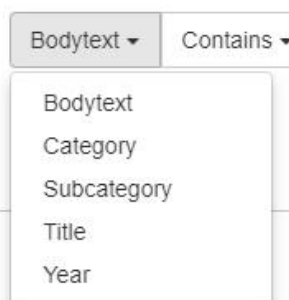 Bodytext Contains
Bodytext
Category
Subcategory
Title
Year